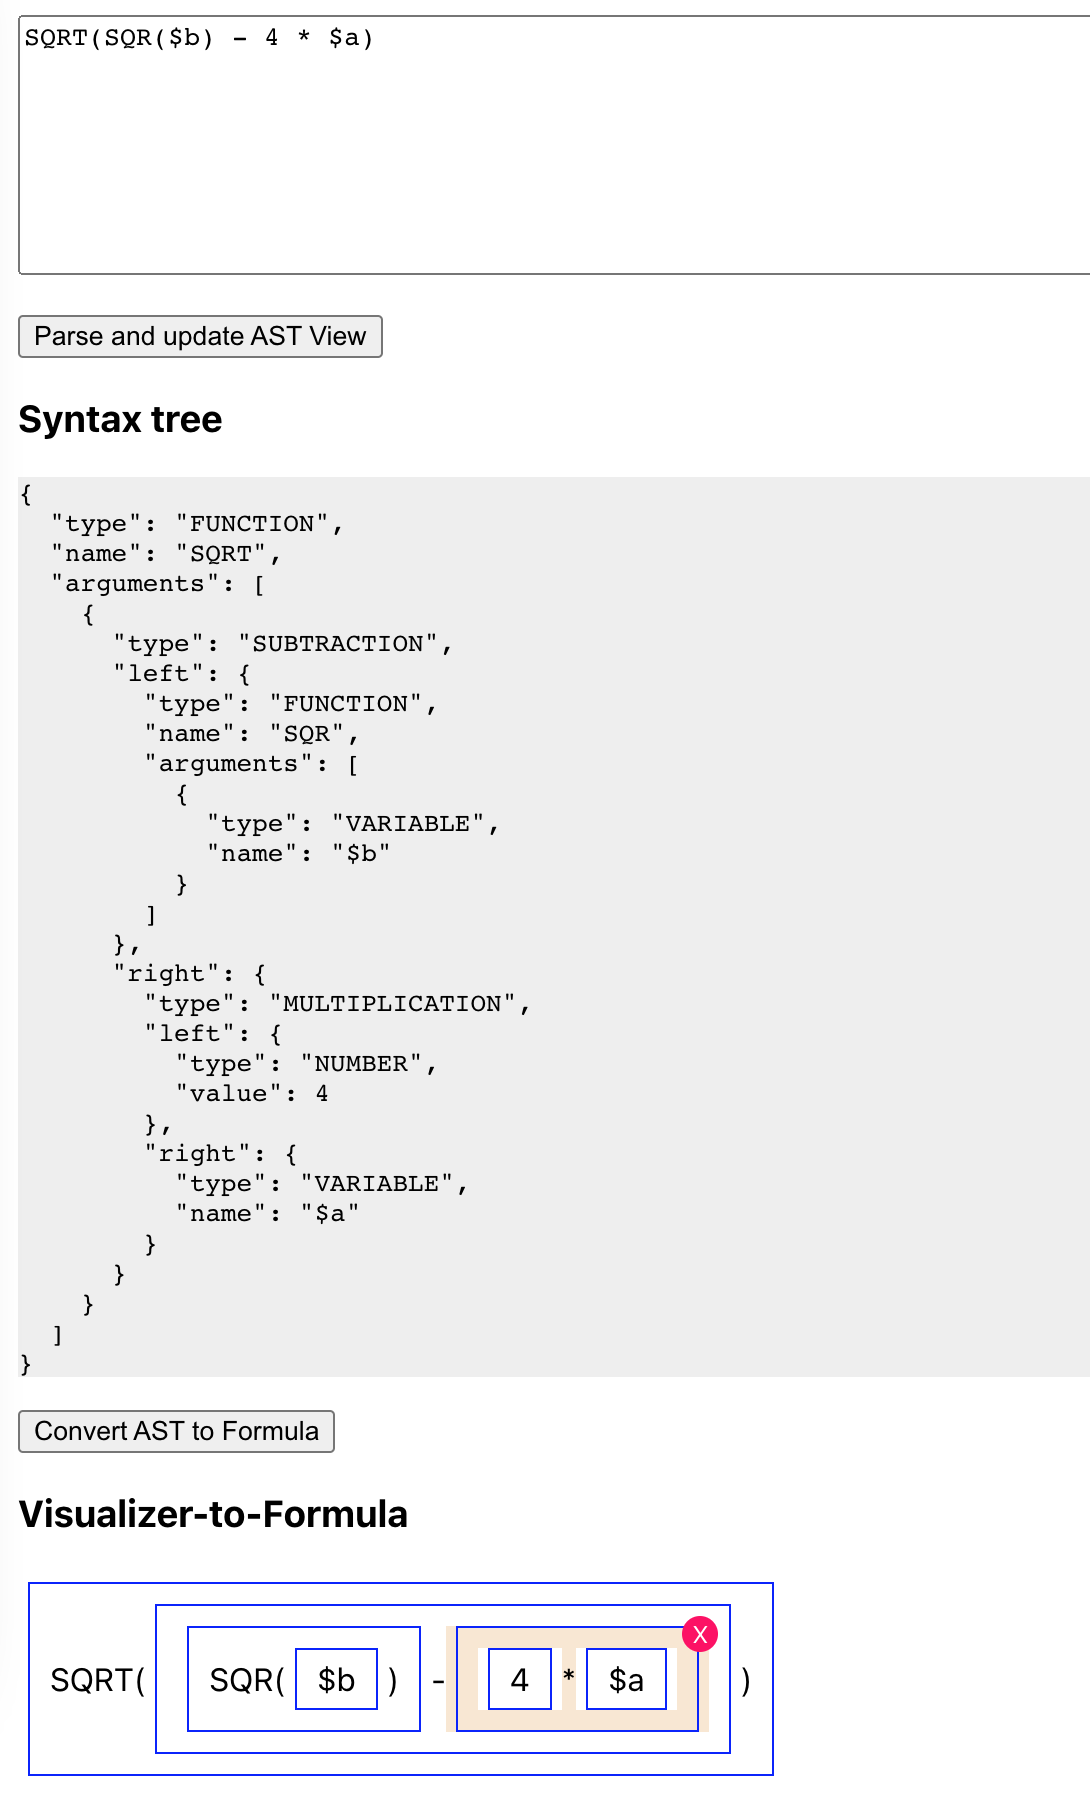 SQRT(SQR($b) - 4 * $a)
Parse and update AST View
Syntax tree
{
  "type": "FUNCTION",
  "name": "SQRT",
  "arguments": [
    {
      "type": "SUBTRACTION",
      "left": {
        "type": "FUNCTION",
        "name": "SQR",
        "arguments": [
          {
            "type": "VARIABLE",
            "name": "$b"
          }
        ]
      },
      "right": {
        "type": "MULTIPLICATION",
        "left": {
          "type": "NUMBER",
          "value": 4
        },
        "right": {
          "type": "VARIABLE",
          "name": "$a"
        }
      }
    }
  ]
}
Convert AST to Formula
Visualizer-to-Formula
X
SQRT( SQR( $b ) - 4 * $a )